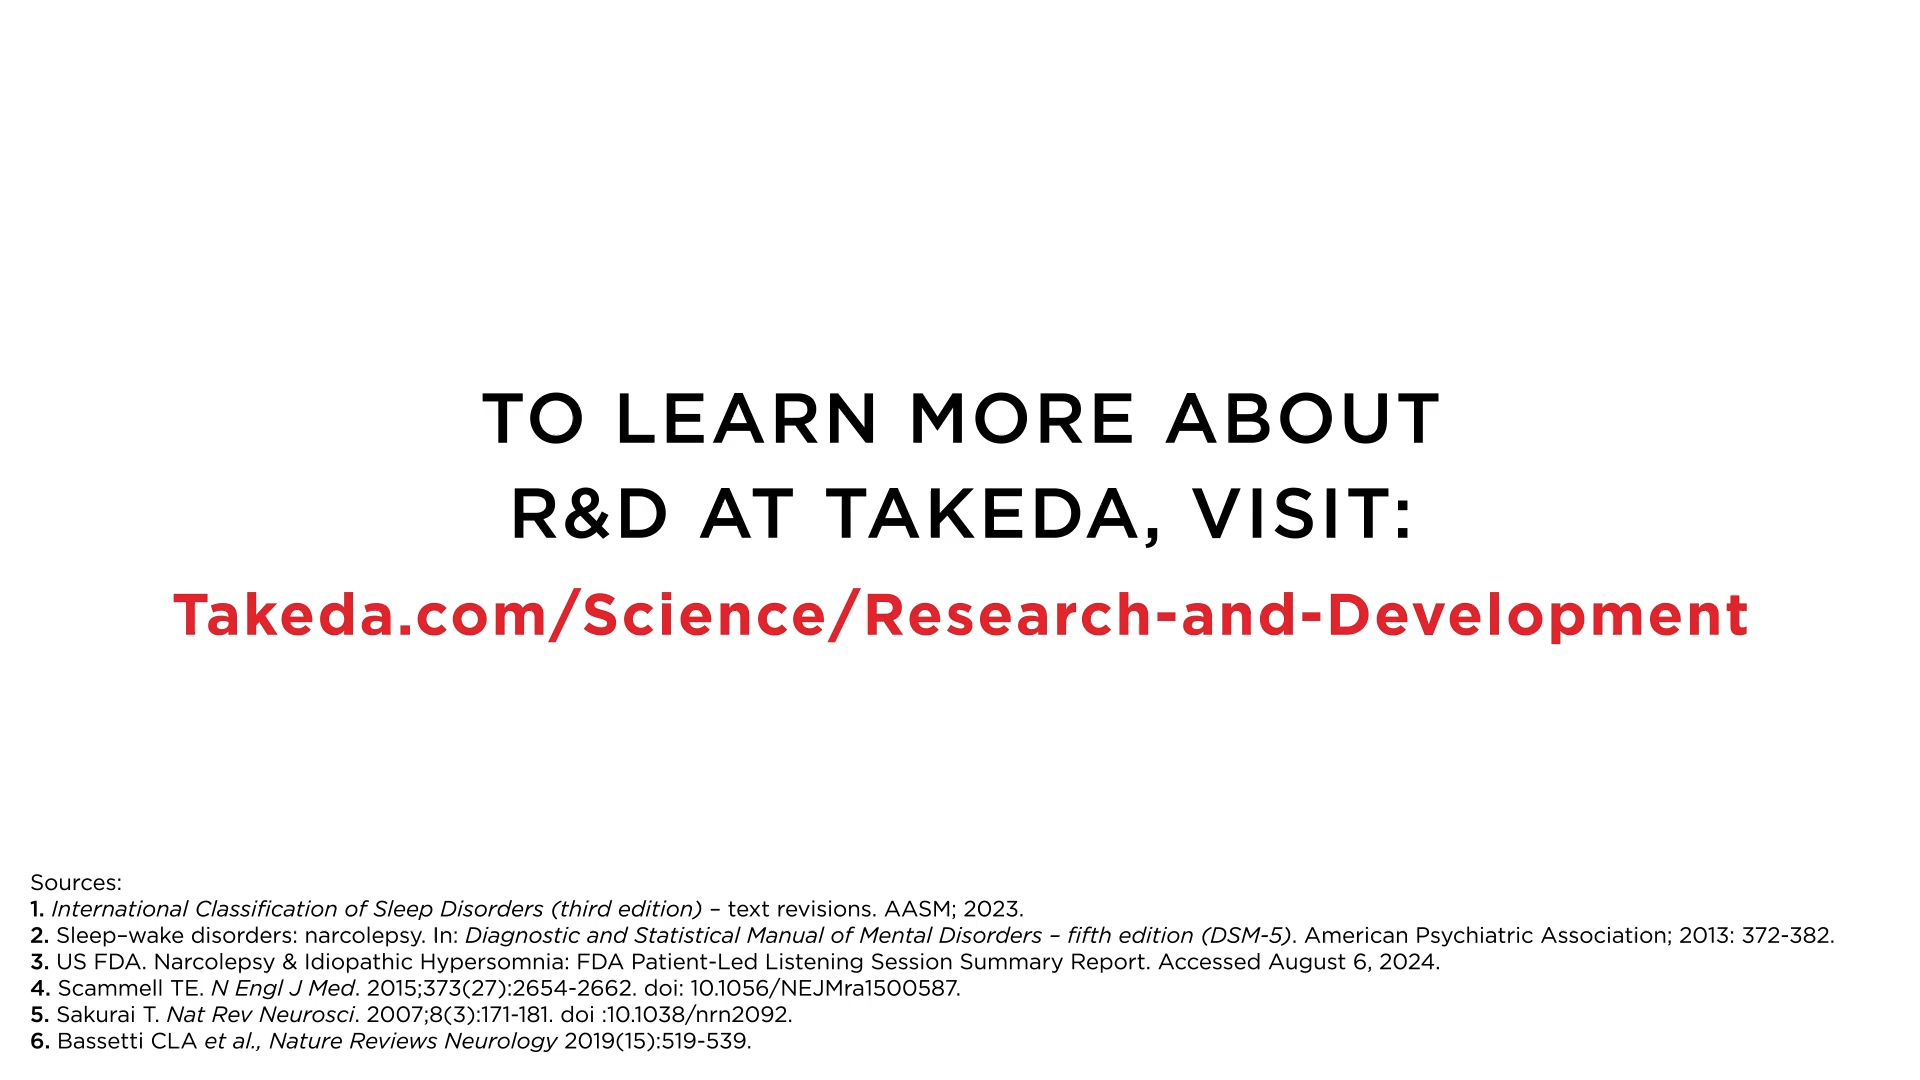 TO LEARN MORE ABOUT
R&D AT TAKEDA, VISIT:
Takeda.com/Science/Research-and-Development
Sources:
1. International Classification of Sleep Disorders (third edition) – text revisions. AASM; 2023.
2. Sleep–wake disorders: narcolepsy. In: Diagnostic and Statistical Manual of Mental Disorders – fifth edition (DSM-5). American Psychiatric Association; 2013: 372-382.
3. US FDA. Narcolepsy & Idiopathic Hypersomnia: FDA Patient-Led Listening Session Summary Report. Accessed August 6, 2024.
4. Scammell TE. N Engl J Med. 2015;373(27):2654-2662. doi: 10.1056/NEJMra1500587.
5. Sakurai T. Nat Rev Neurosci. 2007;8(3):171-181. doi :10.1038/nrn2092.
6. Bassetti CLA et al., Nature Reviews Neurology 2019(15):519-539.